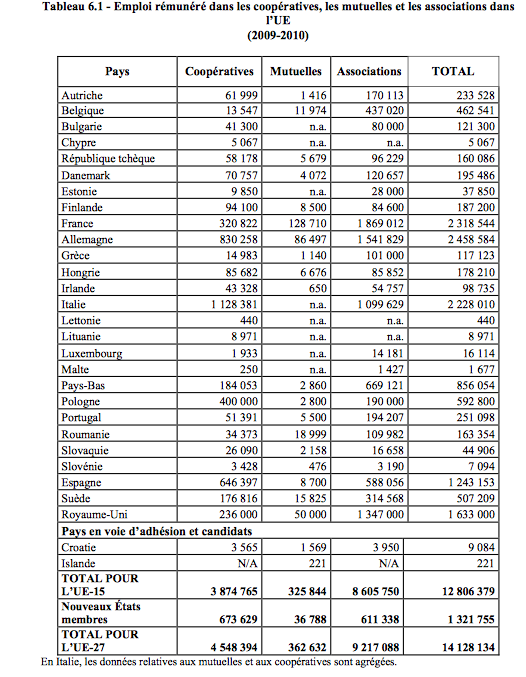 Tableau 6.1 - Emploi rémunéré dans les coopératives, les mutuelles et les associations dans
l'UE
(2009-2010)
Pays Coopératives Mutuelles Associations TOTAL
Autriche 61 999 1 416 170 113 233 528
Belgique 13 547 11 974 437 020 462 541
Bulgarie 41 300 n.a. 80 000 121 300
Chypre 5 067 n.a. n.a. 5 067
République tchèque 58 178 5 679 96 229 160 086
Danemark 70 757 4 072 120 657 195 486
Estonie 9 850 n.a. 28 000 37 850
Finlande 94 100 8 500 84 600 187 200
France 320 822 128 710 1 869 012 2 318 544
Allemagne 830 258 86 497 1 541 829 2 458 584
Grèce 14 983 1 140 101 000 117 123
Hongrie 85 682 6 676 85 852 178 210
Irlande 43 328 650 54 757 98 735
Italie 1 128 381 n.a. 1 099 629 2 228 010
Lettonie 440 n.a. n.a. 440
Lituanie 8 971 n.a. n.a. 8 971
Luxembourg 1 933 n.a. 14 181 16 114
Malte 250 n.a. 1 427 1 677
Pays-Bas 184 053 2 860 669 121 856 054
Pologne 400 000 2 800 190 000 592 800
Portugal 51 391 5 500 194 207 251 098
Roumanie 34 373 18 999 109 982 163 354
Slovaquie 26 090 2 158 16 658 44 906
Slovénie 3 428 476 3 190 7 094
Espagne 646 397 8 700 588 056 1 243 153
Suède 176 816 15 825 314 568 507 209
Royaume-Uni 236 000 50 000 1 347 000 1 633 000
Pays en voie d'adhésion et candidats
Croatie 3 565 1 569 3 950 9 084
Islande N/A 221 N/A 221
TOTAL POUR
L'UE-15 3 874 765 325 844 8 605 750 12 806 379
Nouveaux États
membres 673 629 36 788 611 338 1 321 755
TOTAL POUR
L'UE-27 4 548 394 362 632 9 217 088 14 128 134
En Italie, les données relatives aux mutuelles et aux coopératives sont agrégées.